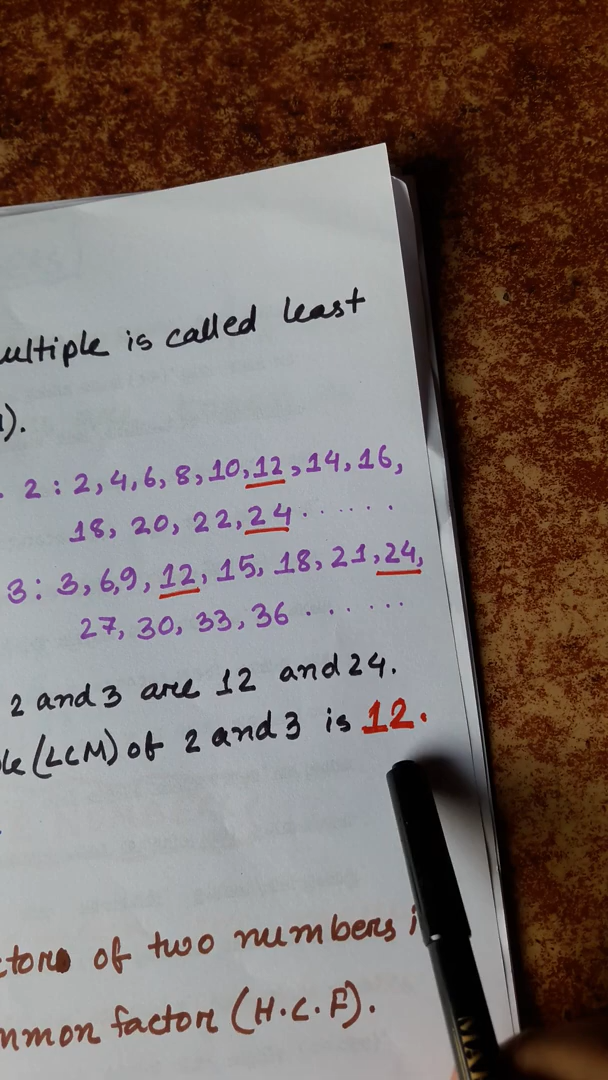 multiple is called least
).
2 : 2, 4, 6, 8, 10, 12, 14, 16,
18, 20, 22, 24 . . . . . .
3 : 3, 6, 9, 12, 15, 18, 21, 24,
27, 30, 33, 36 . . . . . .
2 and 3 are 12 and 24.
(LCM) of 2 and 3 is 12.
of two numbers
factor (H.C.F).